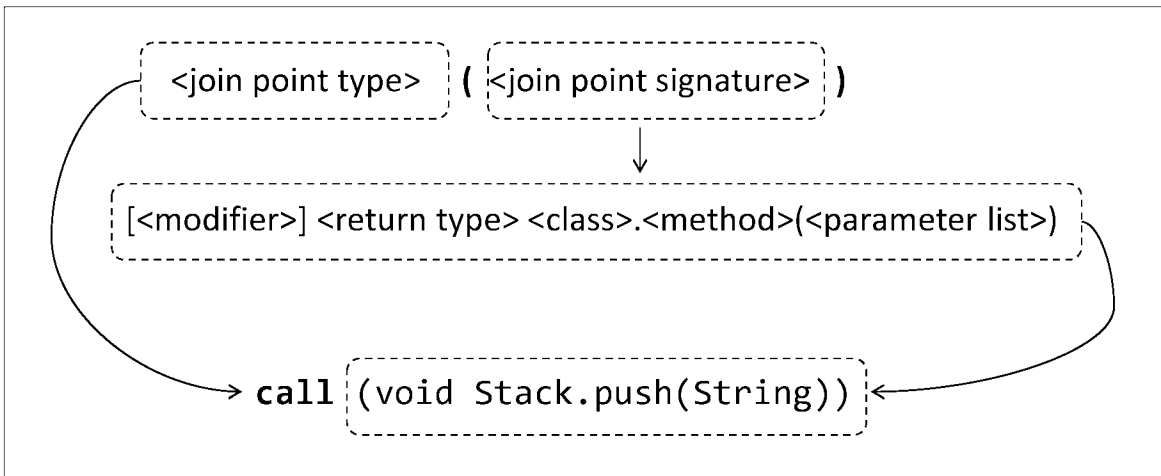 <join point type> ( <join point signature> )
[<modifier>] <return type> <class>.<method>(<parameter list>)
call (void Stack.push(String))